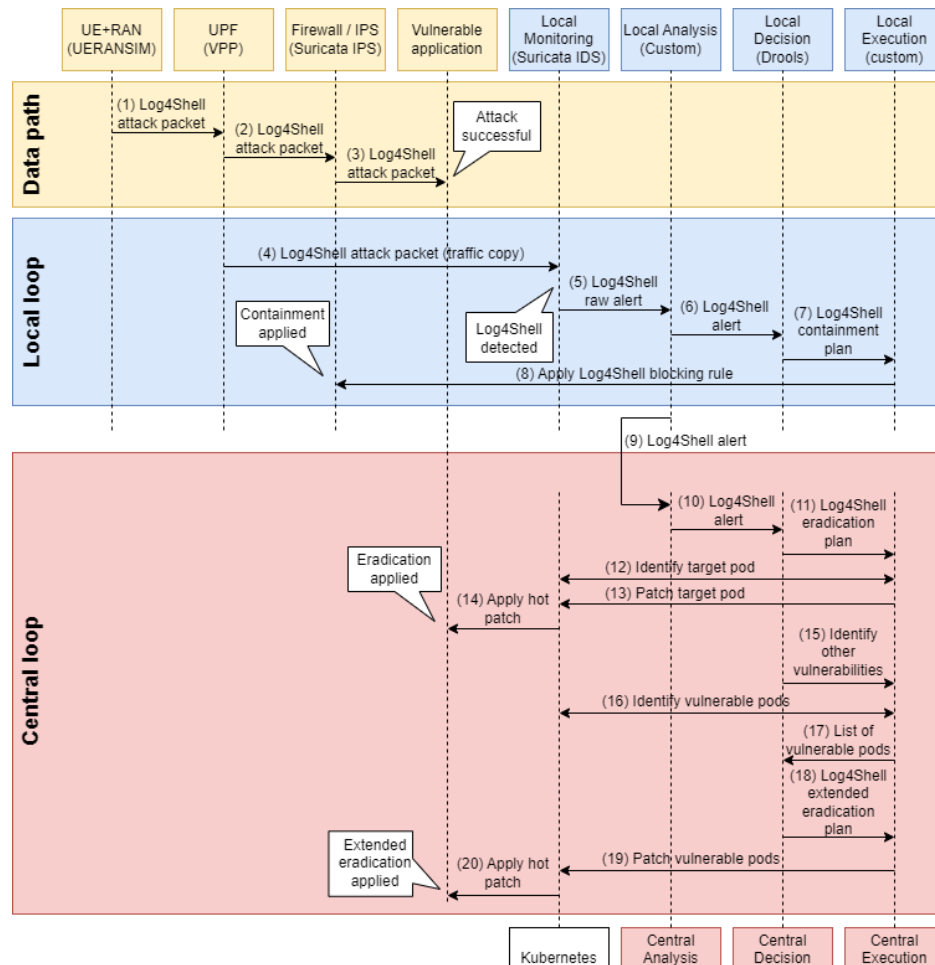 UE+RAN
(UERANSIM)
UPF
(VPP)
Firewall / IPS
(Suricata IPS)
Vulnerable
application
Local
Monitoring
(Suricata IDS)
Local Analysis
(Custom)
Local
Decision
(Drools)
Local
Execution
(custom)
Data path
(1) Log4Shell
attack packet
(2) Log4Shell
attack packet
(3) Log4Shell
attack packet
Attack
successful
Local loop
(4) Log4Shell attack packet (traffic copy)
(5) Log4Shell
raw alert
Log4Shell
detected
(6) Log4Shell
alert
(7) Log4Shell
containment
plan
Containment
applied
(8) Apply Log4Shell blocking rule
(9) Log4Shell alert
Central loop
(10) Log4Shell
alert
(11) Log4Shell
eradication
plan
(12) Identify target pod
(13) Patch target pod
Eradication
applied
(14) Apply hot
patch
(15) Identify
other
vulnerabilities
(16) Identify vulnerable pods
(17) List of
vulnerable pods
(18) Log4Shell
extended
eradication
plan
(19) Patch vulnerable pods
Extended
eradication
applied
(20) Apply hot
patch
Kubernetes
Central
Analysis
Central
Decision
Central
Execution